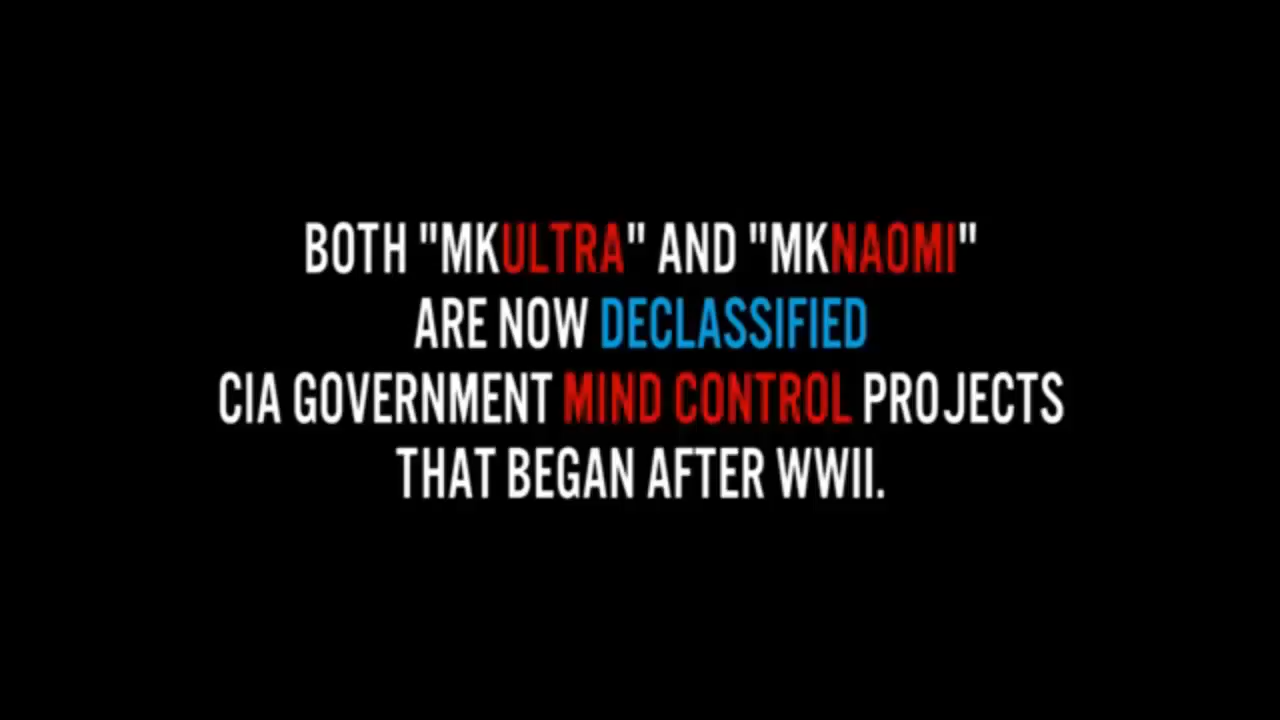 BOTH "MKULTRA" AND "MKNAOMI"
ARE NOW DECLASSIFIED
CIA GOVERNMENT MIND CONTROL PROJECTS
THAT BEGAN AFTER WWII.